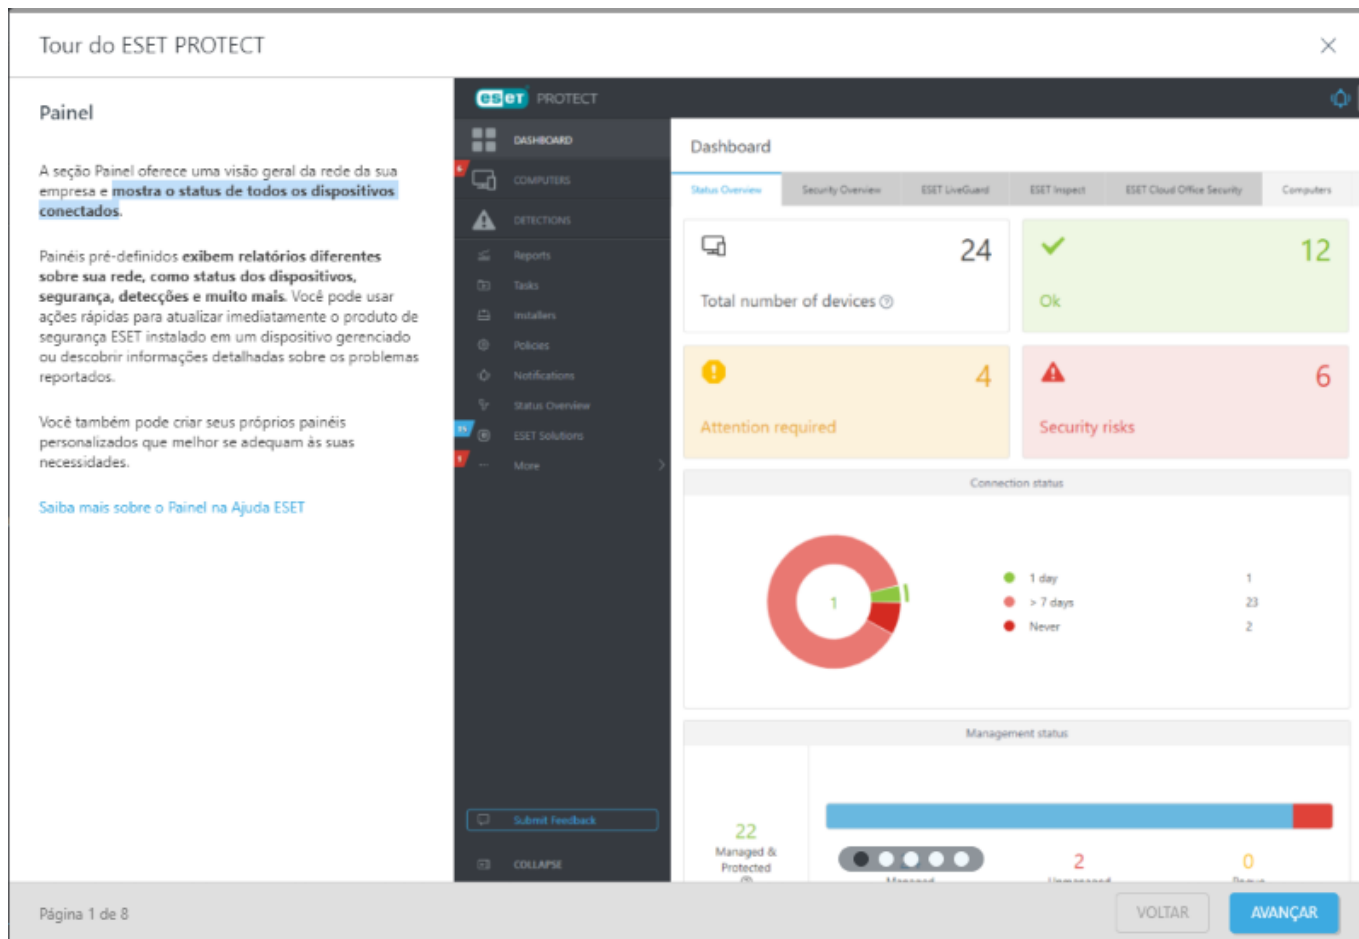 Tour do ESET PROTECT
Painel
A seção Painel oferece uma visão geral da rede da sua
empresa e mostra o status de todos os dispositivos
conectados.
Painéis pré-definidos exibem relatórios diferentes
sobre sua rede, como status dos dispositivos,
segurança, detecções e muito mais. Você pode usar
ações rápidas para atualizar imediatamente o produto de
segurança ESET instalado em um dispositivo gerenciado
ou descobrir informações detalhadas sobre os problemas
reportados.
Você também pode criar seus próprios painéis
personalizados que melhor se adequam às suas
necessidades.
Saiba mais sobre o Painel na Ajuda ESET
eseT PROTECT
DASHBOARD
6
COMPUTERS
DETECTIONS
Reports
Tasks
Installers
Policies
Notifications
Status Overview
ESET Solutions
More
Submit Feedback
COLLAPSE
Dashboard
Status Overview
Security Overview
ESET LiveGuard
ESET Inspect
ESET Cloud Office Security
Computers
24
Total number of devices
12
Ok
4
Attention required
6
Security risks
Connection status
1
1 day 1
> 7 days 23
Never 2
Management status
22
Managed &
Protected
2
0
Página 1 de 8
VOLTAR
AVANÇAR